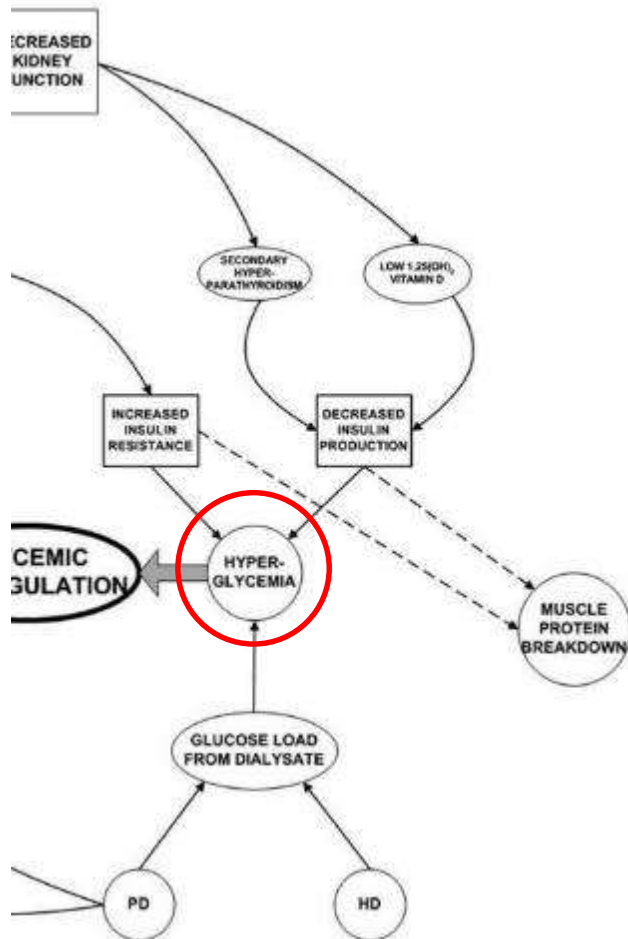 ECREASED
KIDNEY
UNCTION
SECONDARY
HYPER-
PARATHYROIDISM
LOW 1,25(OH)2
VITAMIN D
INCREASED
INSULIN
RESISTANCE
DECREASED
INSULIN
PRODUCTION
CEMIC
GULATION
HYPER-
GLYCEMIA
MUSCLE
PROTEIN
BREAKDOWN
GLUCOSE LOAD
FROM DIALYSATE
PD
HD